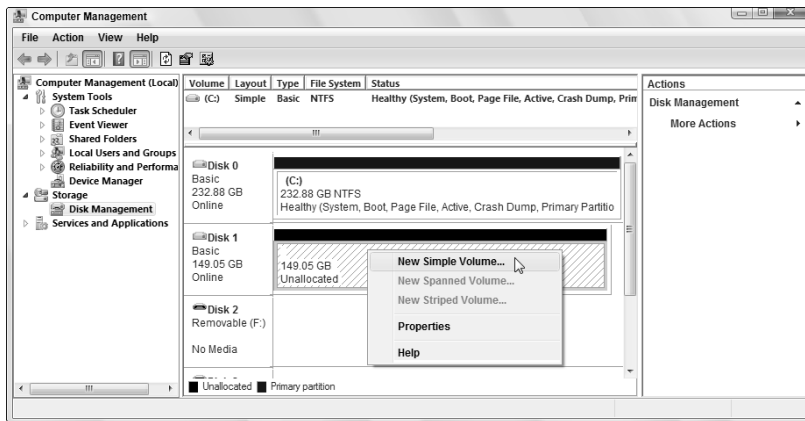 Computer Management
File Action View Help
Computer Management (Local)
System Tools
Task Scheduler
Event Viewer
Shared Folders
Local Users and Groups
Reliability and Performa
Device Manager
Storage
Disk Management
Services and Applications
Volume Layout Type File System Status
(C:) Simple Basic NTFS Healthy (System, Boot, Page File, Active, Crash Dump, Prim
Disk 0
Basic
232.88 GB
Online
(C:)
232.88 GB NTFS
Healthy (System, Boot, Page File, Active, Crash Dump, Primary Partitio
Disk 1
Basic
149.05 GB
Online
149.05 GB
Unallocated
New Simple Volume...
New Spanned Volume...
New Striped Volume...
Properties
Help
Disk 2
Removable (F:)
No Media
Unallocated Primary partition
Actions
Disk Management
More Actions